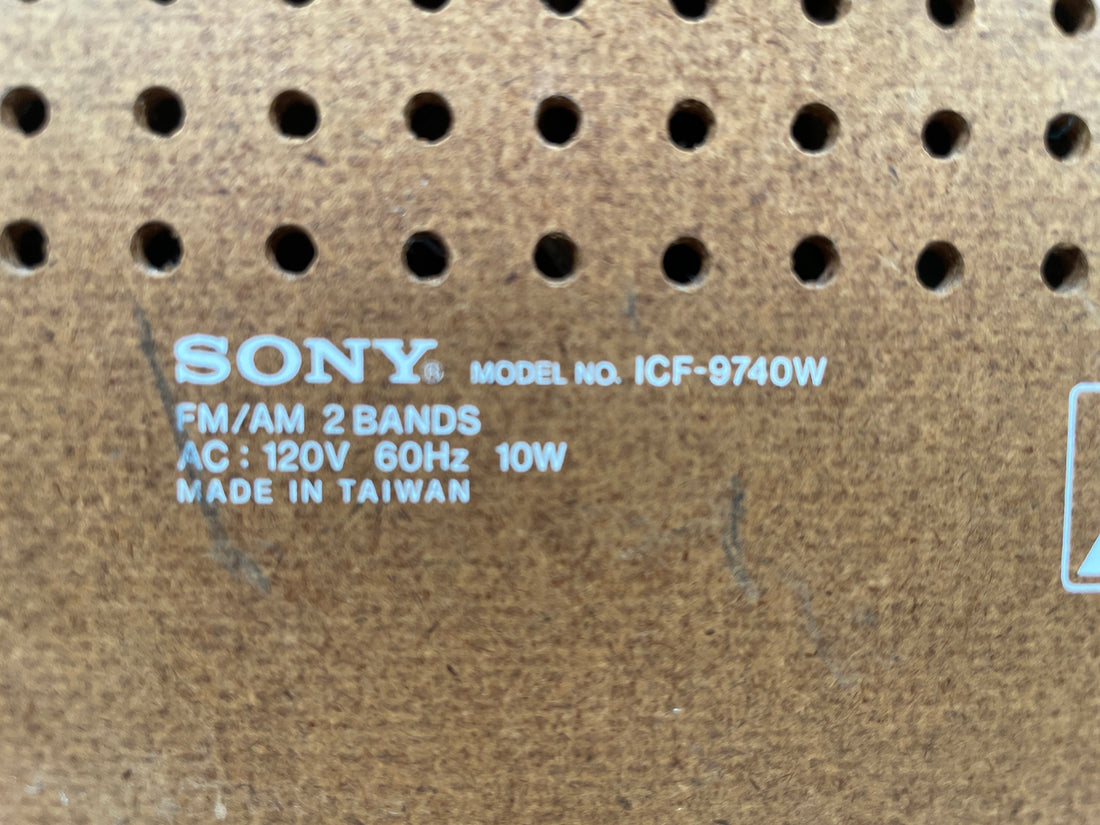 SONY® MODEL NO. ICF-9740W
FM/AM 2 BANDS
AC: 120V 60Hz 10W
MADE IN TAIWAN